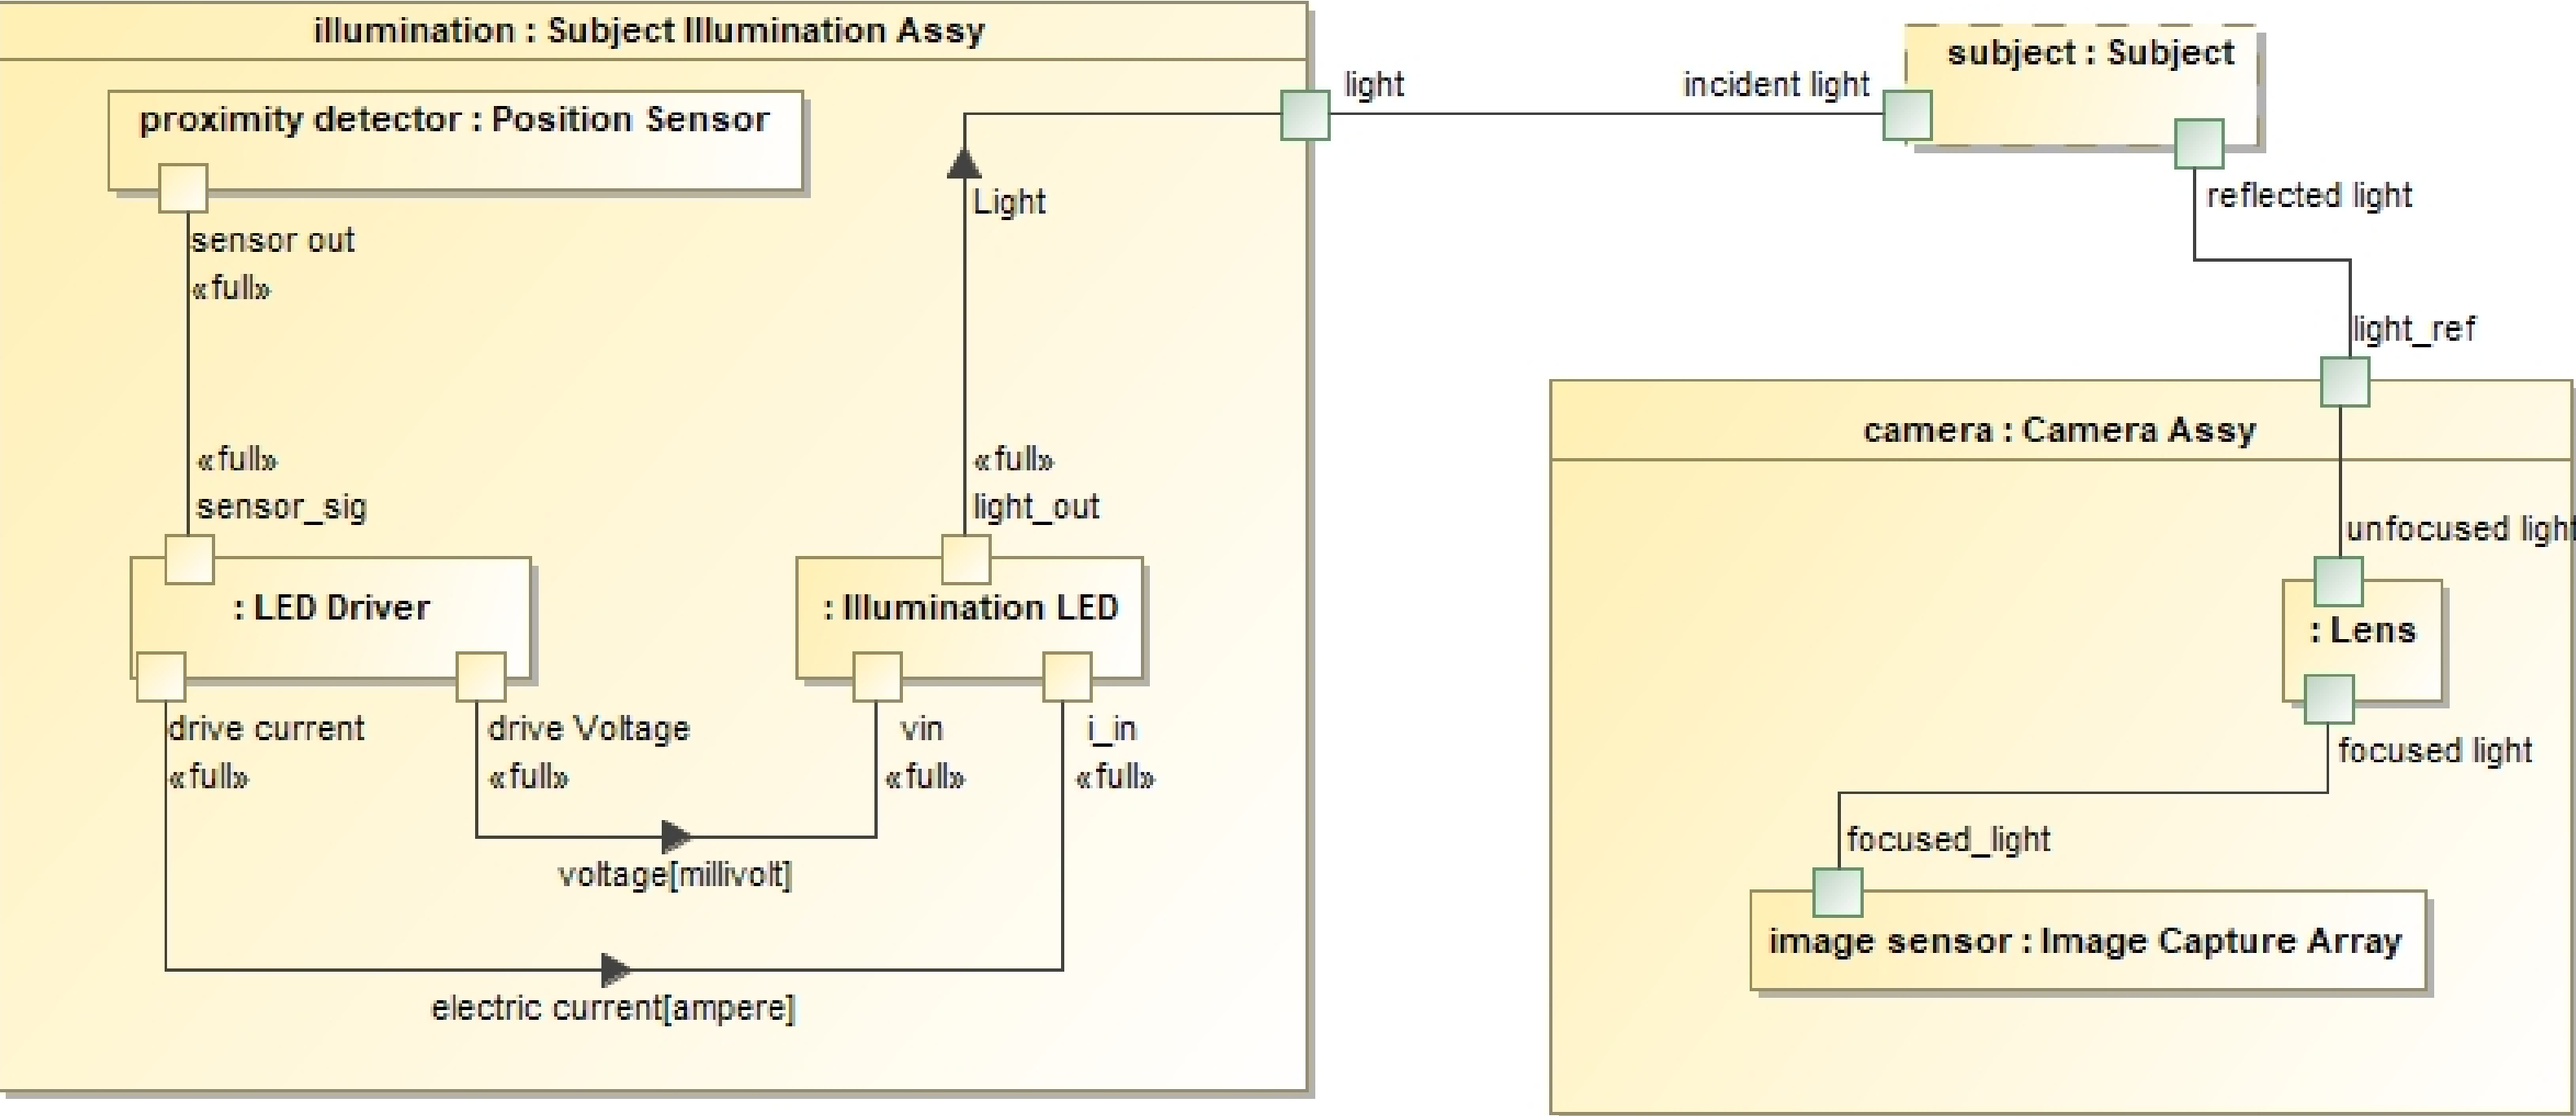 illumination : Subject Illumination Assy
proximity detector : Position Sensor
sensor out
«full»
«full»
sensor_sig
: LED Driver
drive current
«full»
drive Voltage
«full»
voltage[millivolt]
electric current[ampere]
Light
«full»
light_out
: Illumination LED
vin
«full»
i_in
«full»
light
incident light
subject : Subject
reflected light
light_ref
camera : Camera Assy
unfocused light
: Lens
focused light
focused_light
image sensor : Image Capture Array